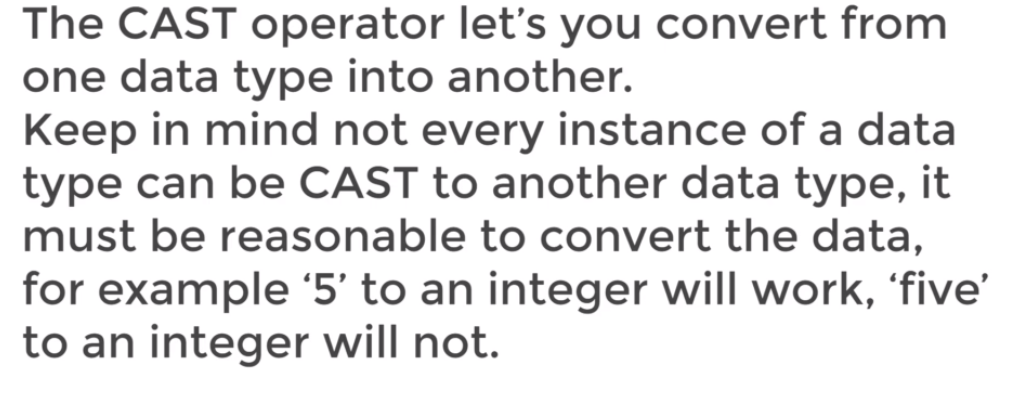 The CAST operator let’s you convert from
one data type into another.
Keep in mind not every instance of a data
type can be CAST to another data type, it
must be reasonable to convert the data,
for example ‘5’ to an integer will work, ‘five’
to an integer will not.